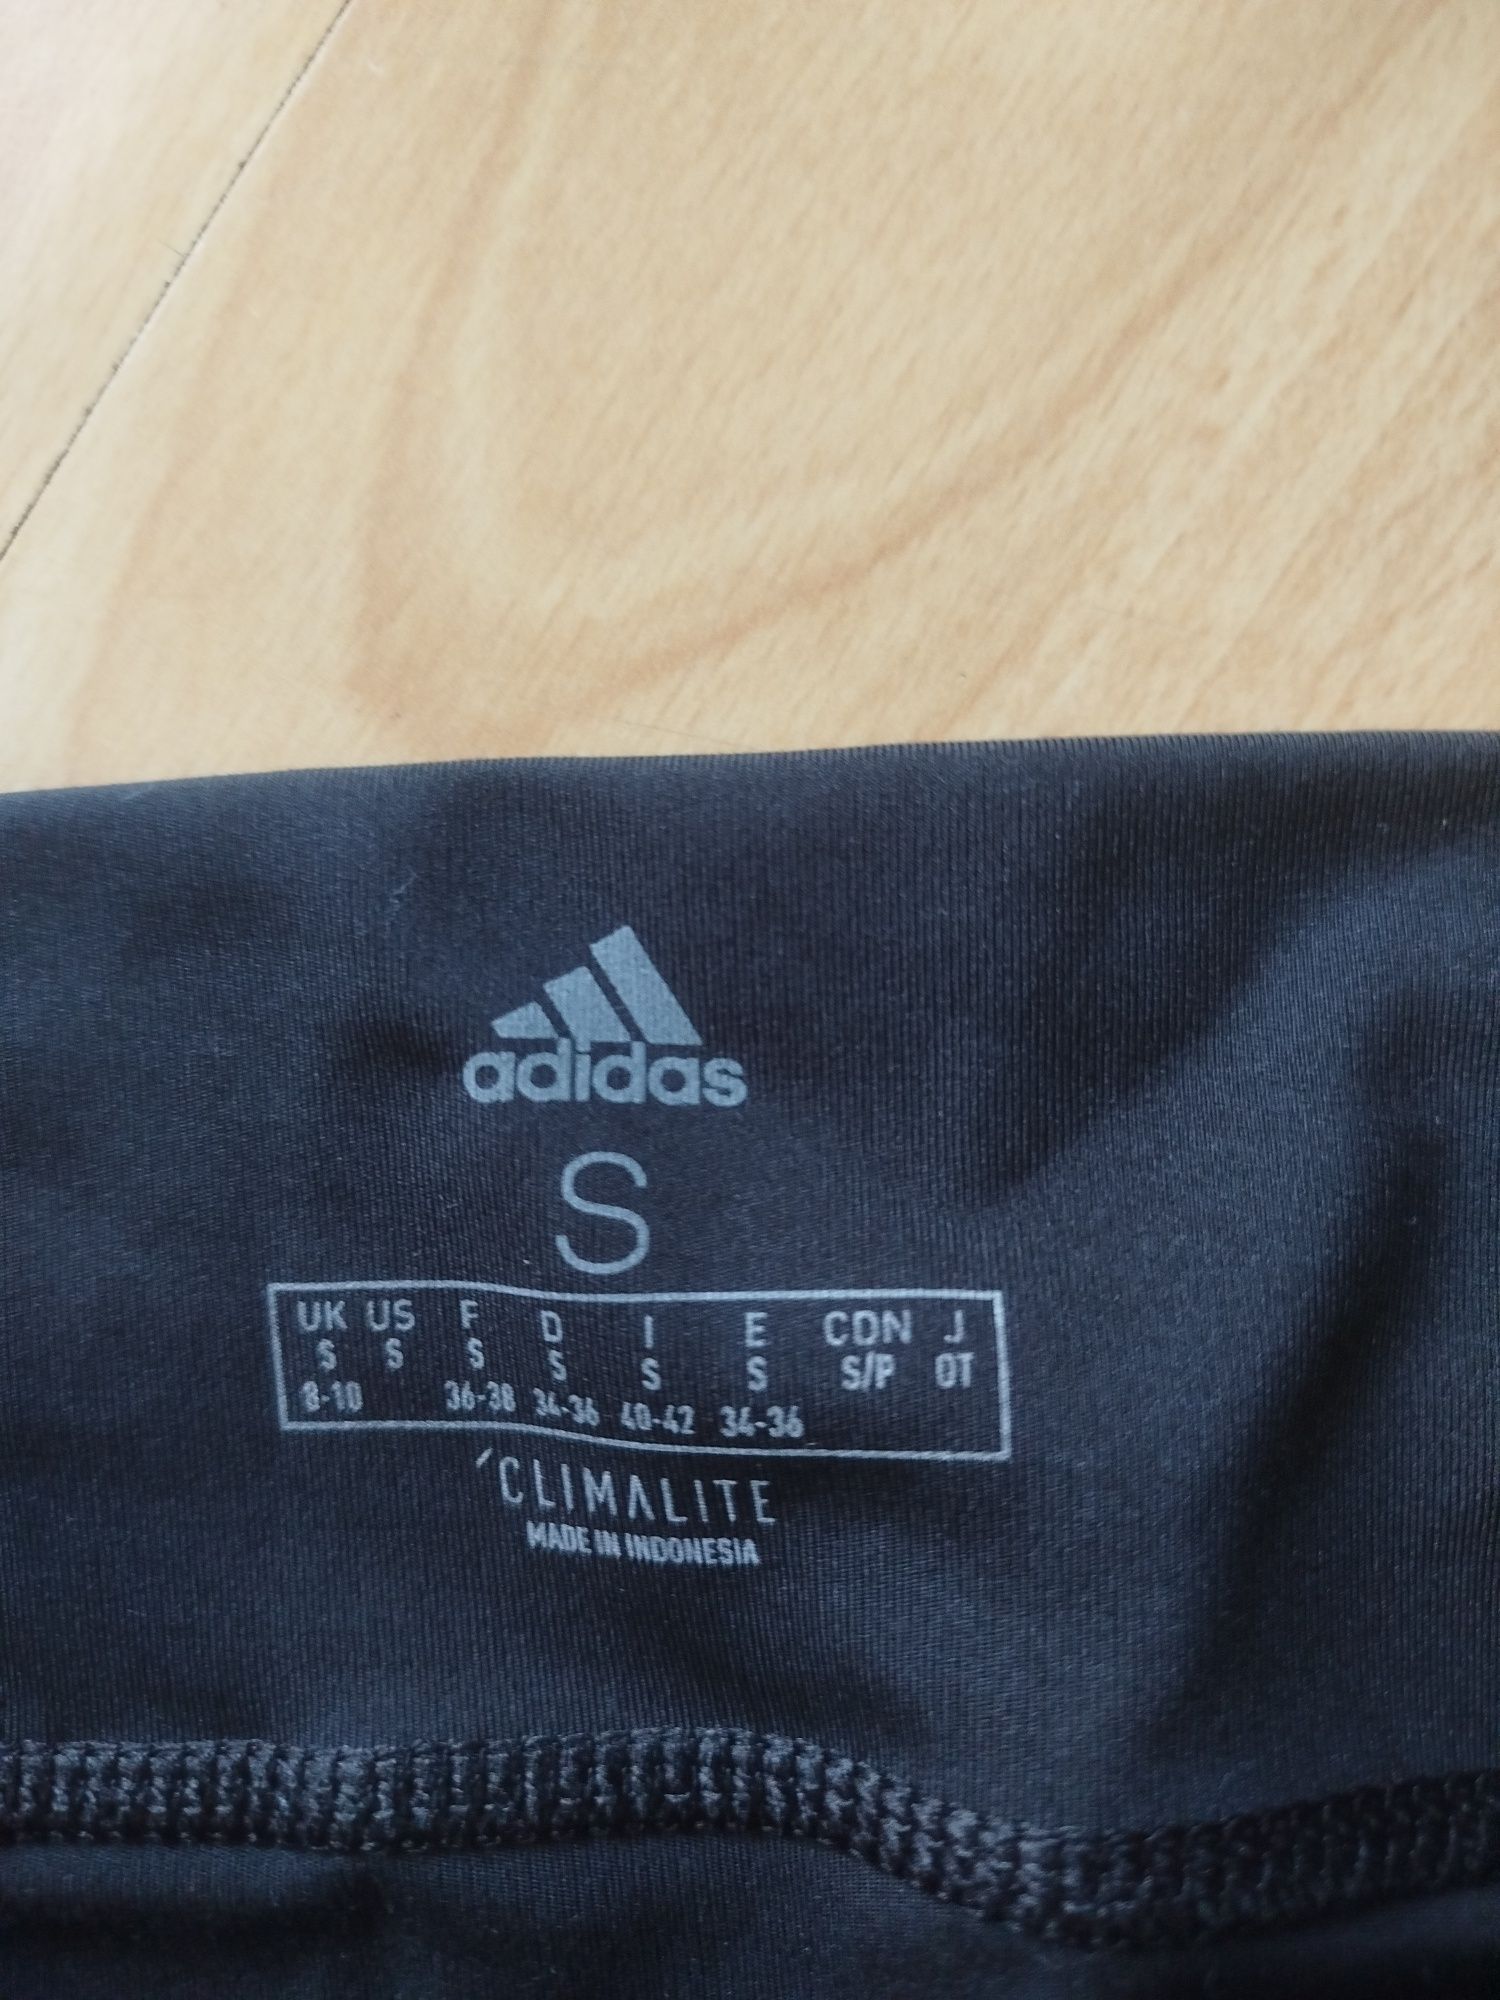 adidas
S
UK US F D I E CDN J
S S S S S S S/P OT
8-10 36-38 34-36 40-42 34-36
CLIMALITE
MADE IN INDONESIA